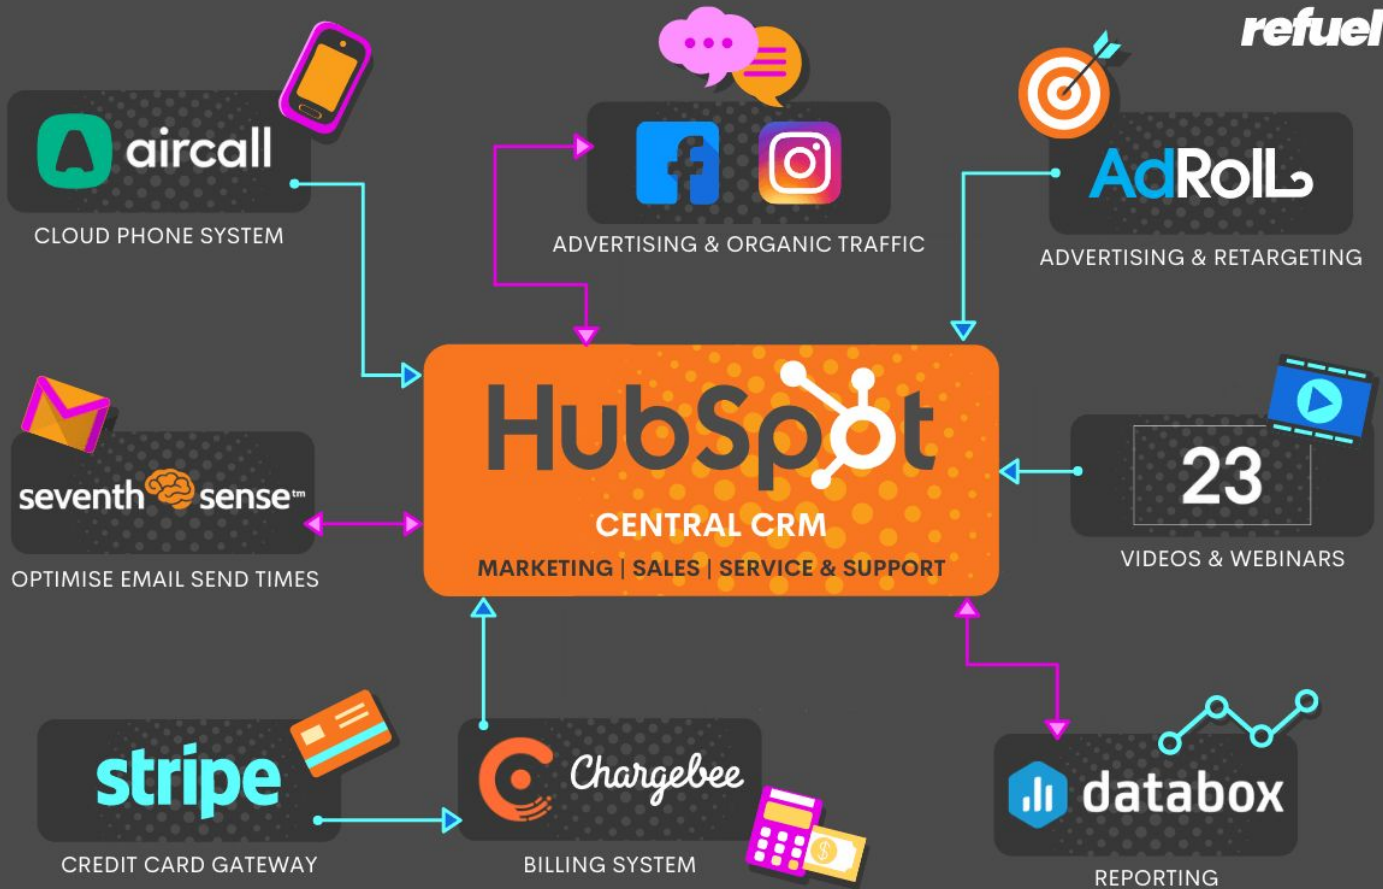 refuel
aircall
CLOUD PHONE SYSTEM
ADVERTISING & ORGANIC TRAFFIC
AdRoll
ADVERTISING & RETARGETING
HubSpot
CENTRAL CRM
MARKETING | SALES | SERVICE & SUPPORT
seventh sense™
OPTIMISE EMAIL SEND TIMES
23
VIDEOS & WEBINARS
stripe
CREDIT CARD GATEWAY
Chargebee
$
BILLING SYSTEM
databox
REPORTING